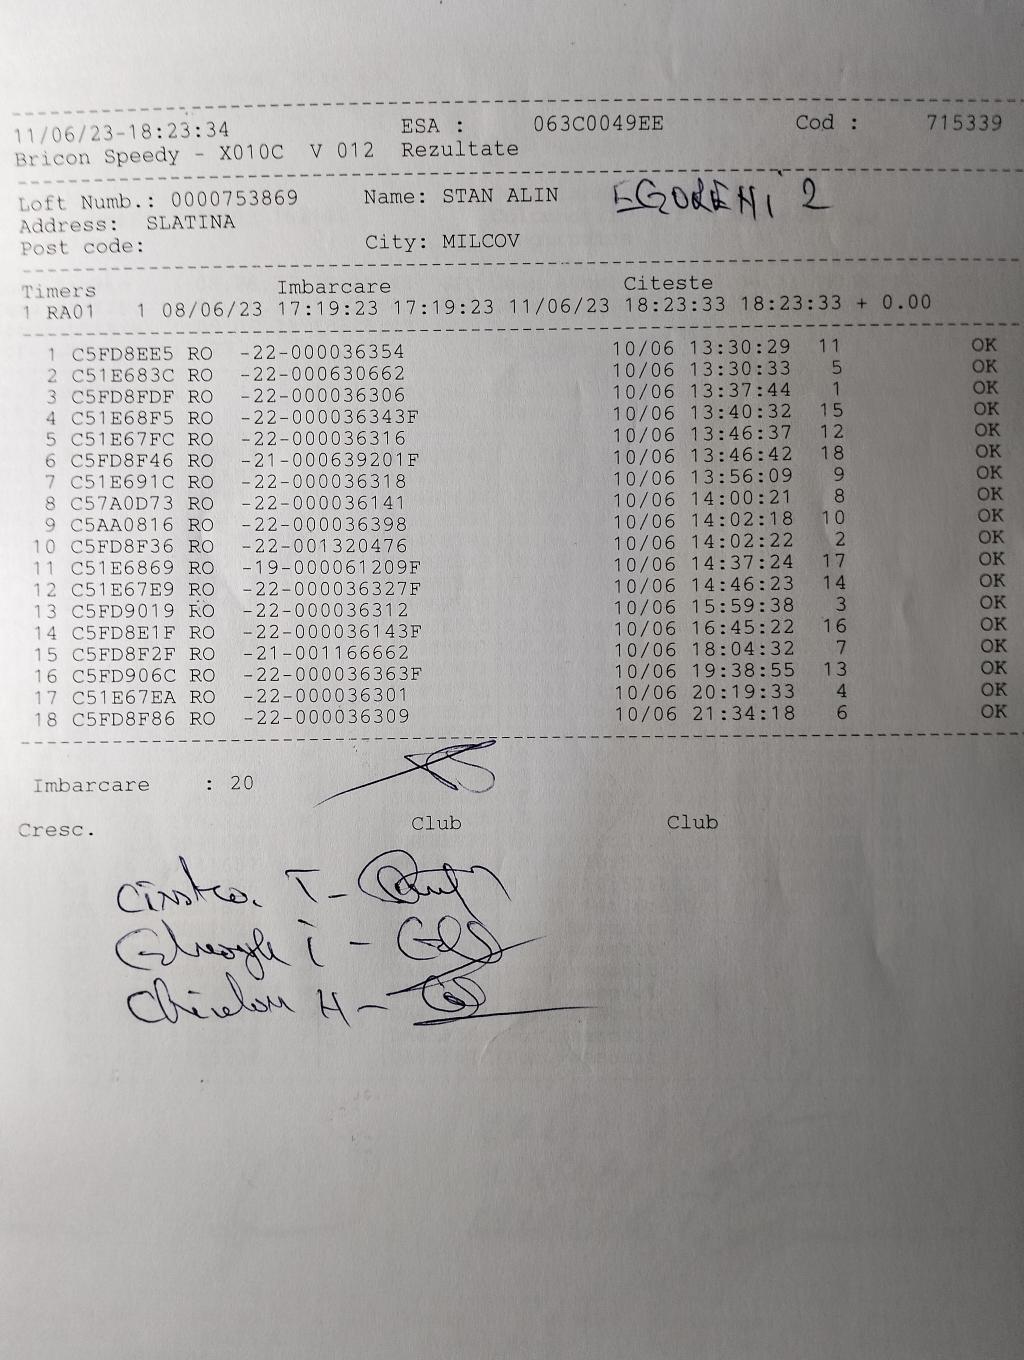 11/06/23-18:23:34 ESA : 063C0049EE Cod : 715339
Bricon Speedy - X010C V 012 Rezultate
Loft Numb.: 0000753869 Name: STAN ALIN EGORENI 2
Address: SLATINA
Post code: City: MILCOV
Timers Imbarcare Citeste
1 RA01 1 08/06/23 17:19:23 17:19:23 11/06/23 18:23:33 18:23:33 + 0.00
1 C5FD8EE5 RO -22-000036354 10/06 13:30:29 11 OK
2 C51E683C RO -22-000630662 10/06 13:30:33 5 OK
3 C5FD8FDF RO -22-000036306 10/06 13:37:44 1 OK
4 C51E68F5 RO -22-000036343F 10/06 13:40:32 15 OK
5 C51E67FC RO -22-000036316 10/06 13:46:37 12 OK
6 C5FD8F46 RO -21-000639201F 10/06 13:46:42 18 OK
7 C51E691C RO -22-000036318 10/06 13:56:09 9 OK
8 C57A0D73 RO -22-000036141 10/06 14:00:21 8 OK
9 C5AA0816 RO -22-000036398 10/06 14:02:18 10 OK
10 C5FD8F36 RO -22-001320476 10/06 14:02:22 2 OK
11 C51E6869 RO -19-000061209F 10/06 14:37:24 17 OK
12 C51E67E9 RO -22-000036327F 10/06 14:46:23 14 OK
13 C5FD9019 RO -22-000036312 10/06 15:59:38 3 OK
14 C5FD8E1F RO -22-000036143F 10/06 16:45:22 16 OK
15 C5FD8F2F RO -21-001166662 10/06 18:04:32 7 OK
16 C5FD906C RO -22-000036363F 10/06 19:38:55 13 OK
17 C51E67EA RO -22-000036301 10/06 20:19:33 4 OK
18 C5FD8F86 RO -22-000036309 10/06 21:34:18 6 OK
Imbarcare : 20
Cresc. Club Club
T -
i -
H -